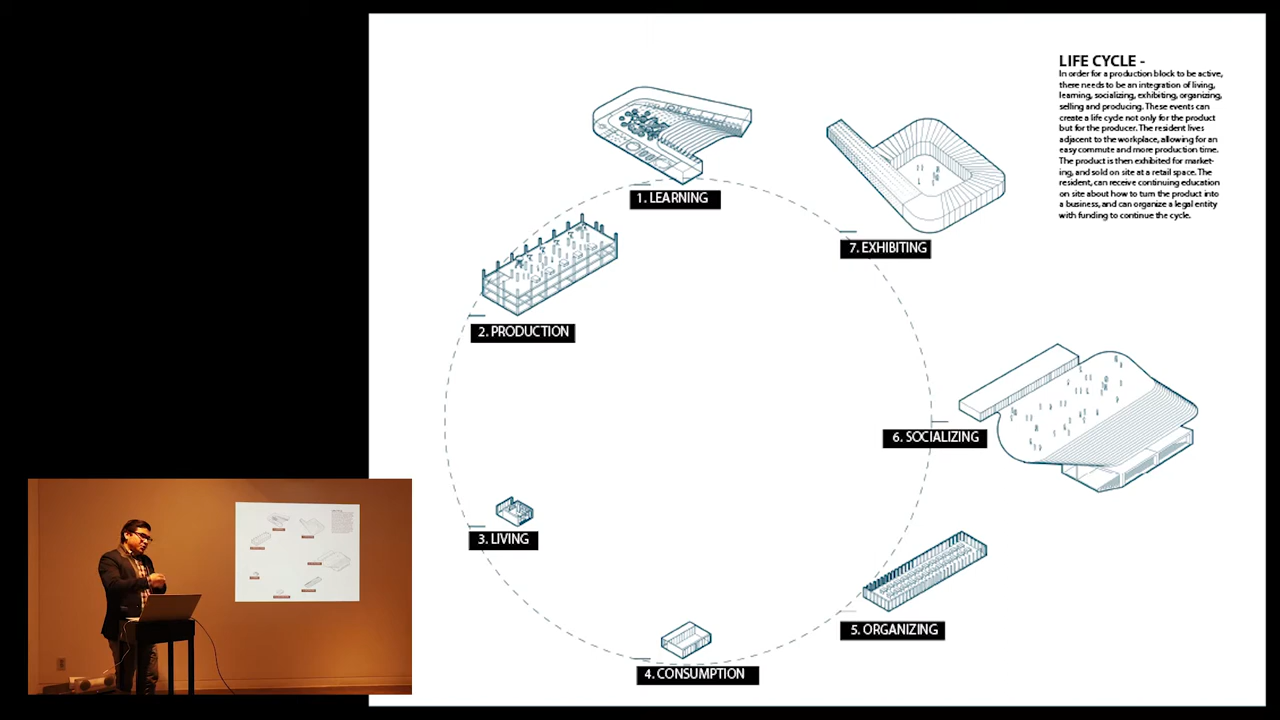 LIFE CYCLE -
In order for a production block to be active,
there needs to be an integration of living,
learning, socializing, exhibiting, organizing,
selling and producing. These events can
create a life cycle not only for the product
but for the producer. The resident lives
adjacent to the workplace, allowing for an
easy commute and more production time.
The product is then exhibited for market-
ing, and sold on site at a retail space. The
resident, can receive continuing education
on site about how to turn the product into
a business, and can organize a legal entity
with funding to continue the cycle.
1. LEARNING
7. EXHIBITING
2. PRODUCTION
6. SOCIALIZING
3. LIVING
5. ORGANIZING
4. CONSUMPTION